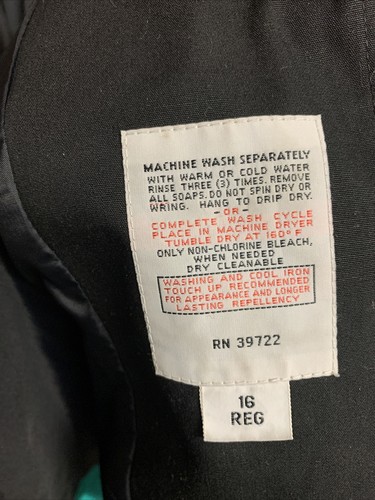 MACHINE WASH SEPARATELY
WITH WARM OR COLD WATER
RINSE THREE (3) TIMES. REMOVE
ALL SOAPS. DO NOT SPIN DRY OR
WRING. HANG TO DRIP DRY.
-OR-
COMPLETE WASH CYCLE
PLACE IN MACHINE DRYER
TUMBLE DRY AT 160° F
ONLY NON-CHLORINE BLEACH,
WHEN NEEDED
DRY CLEANABLE
WASHING AND COOL IRON
TOUCH UP RECOMMENDED
FOR APPEARANCE AND LONGER
LASTING REPELLENCY
RN 39722
16
REG